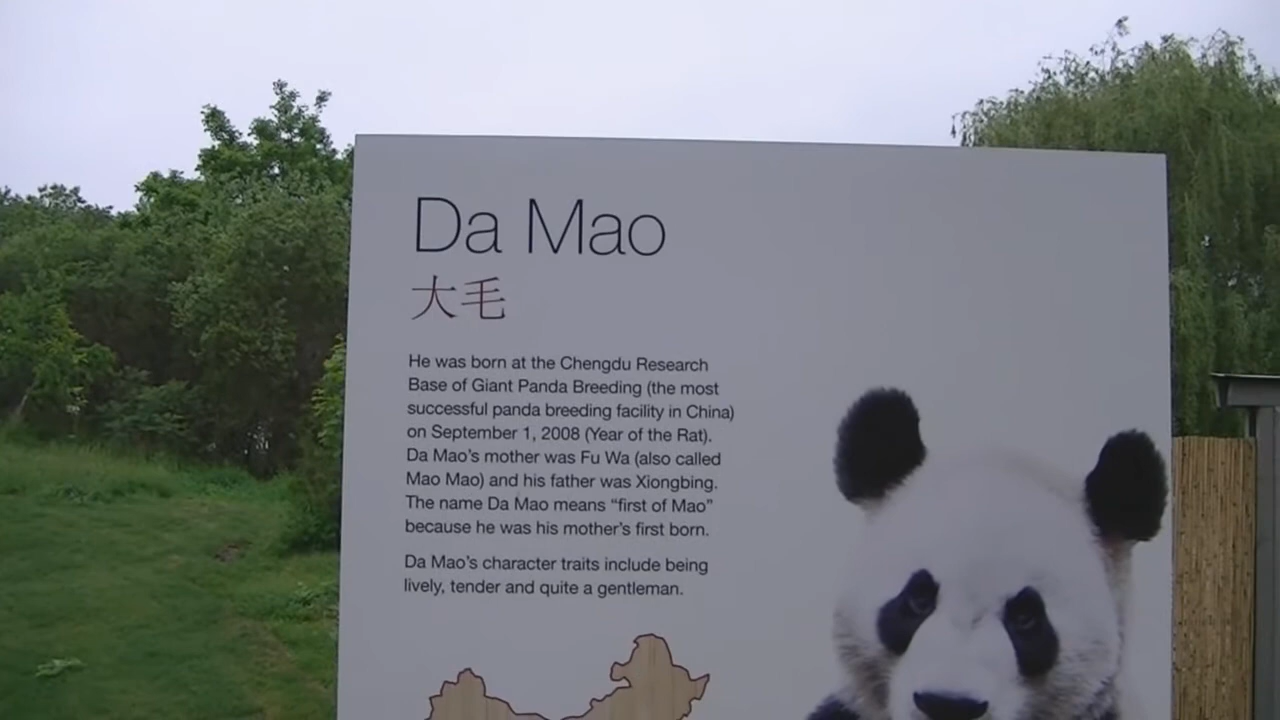 Da Mao
大毛
He was born at the Chengdu Research
Base of Giant Panda Breeding (the most
successful panda breeding facility in China)
on September 1, 2008 (Year of the Rat).
Da Mao’s mother was Fu Wa (also called
Mao Mao) and his father was Xiongbing.
The name Da Mao means “first of Mao”
because he was his mother’s first born.
Da Mao’s character traits include being
lively, tender and quite a gentleman.